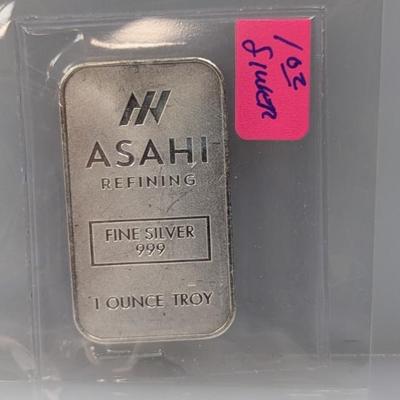 ASAHI
REFINING
FINE SILVER
999
1 OUNCE TROY
1 oz
Silver